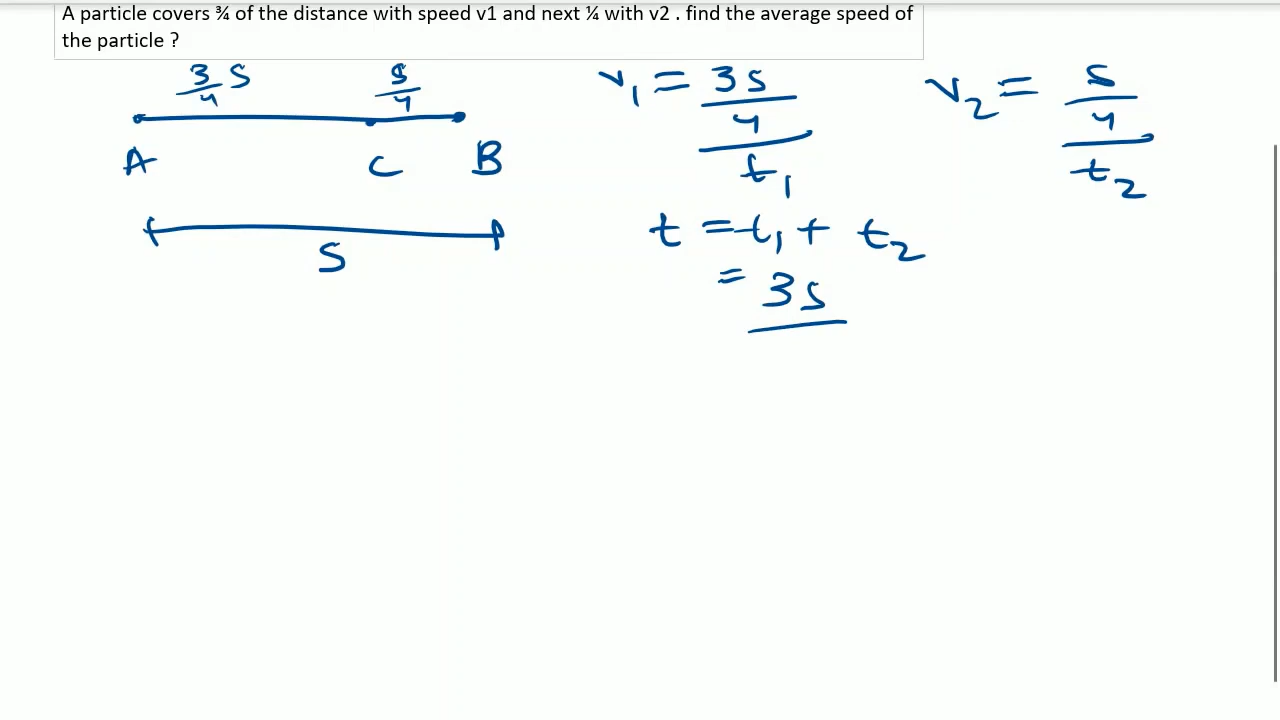 A particle covers ¾ of the distance with speed v1 and next ¼ with v2 . find the average speed of
the particle ?
3/4 S
S/4
A
C
B
S
v₁ = 3S/4 / t₁
v₂ = S/4 / t₂
t = t₁ + t₂
= 3S